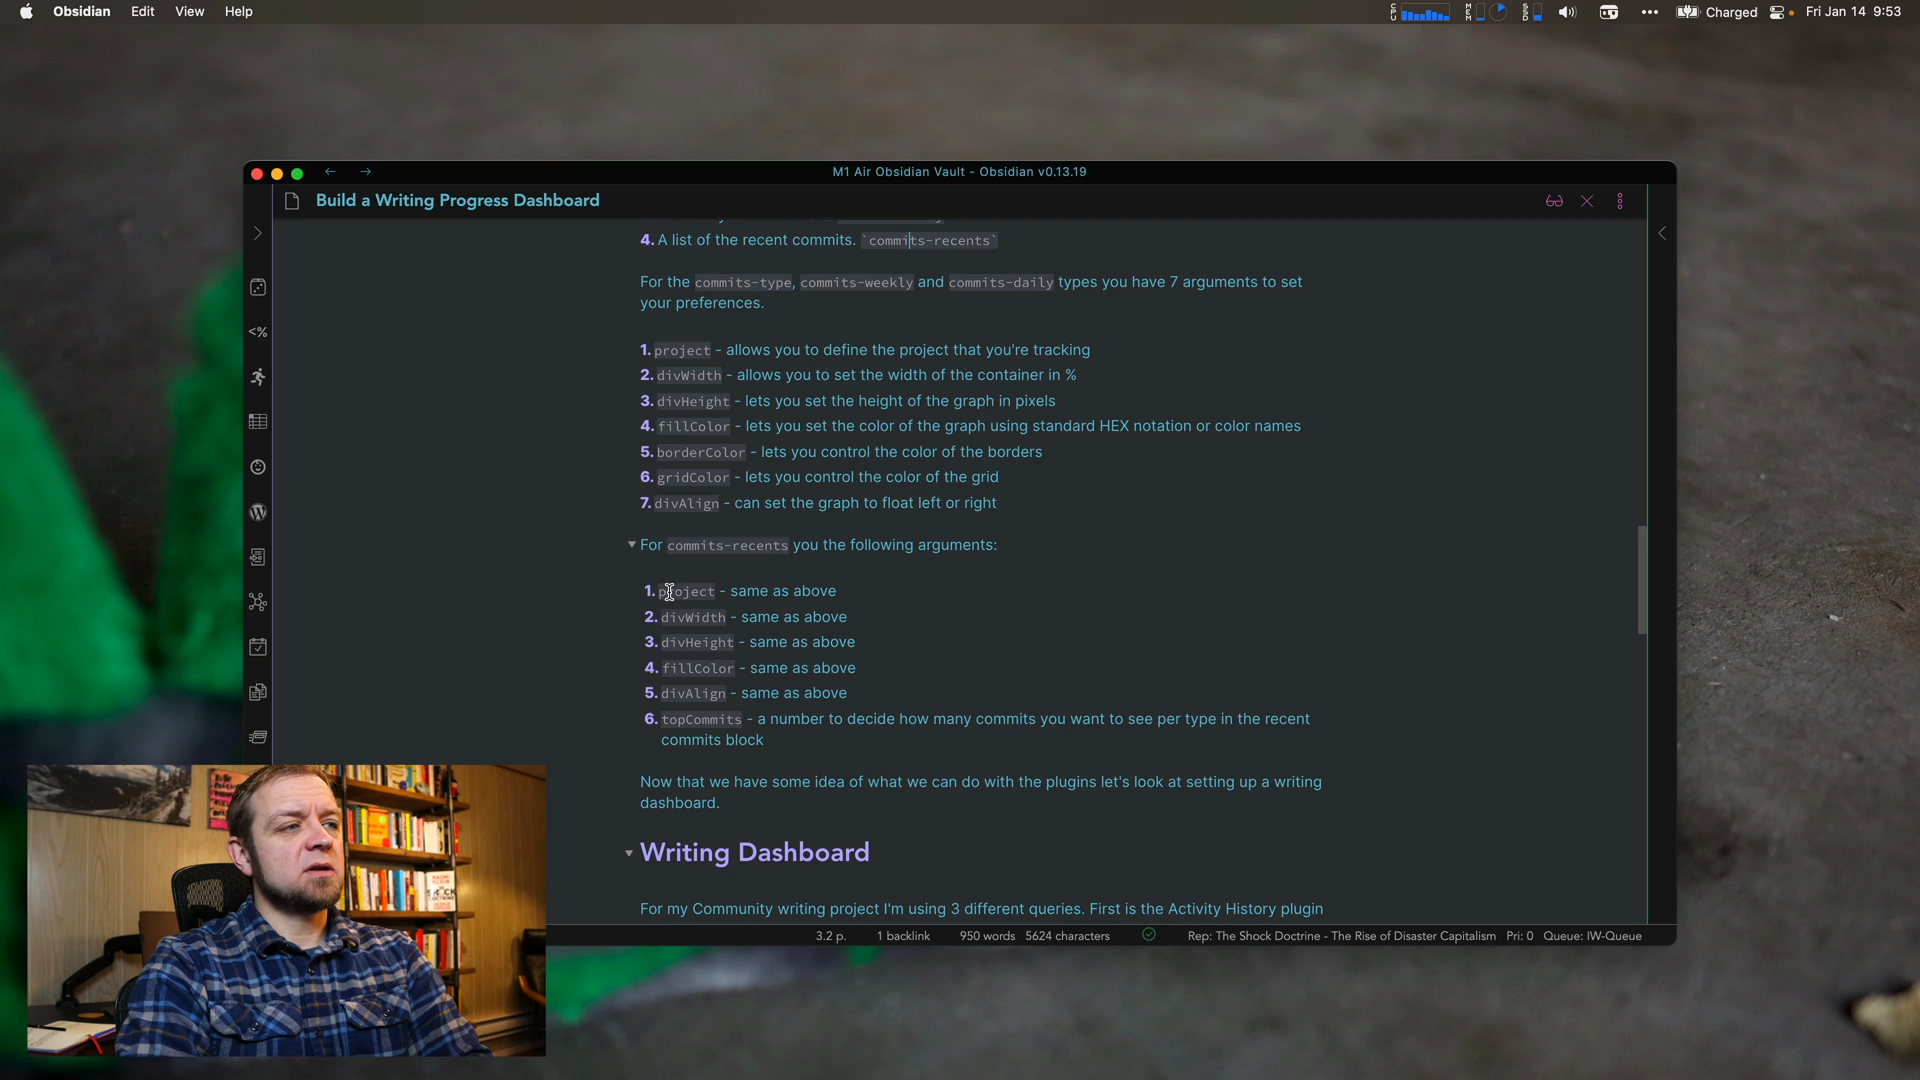 Obsidian Edit View Help
CPU MEM SSD Charged Fri Jan 14 9:53
M1 Air Obsidian Vault - Obsidian v0.13.19
Build a Writing Progress Dashboard
4. A list of the recent commits. `commits-recents`
For the commits-type, commits-weekly and commits-daily types you have 7 arguments to set
your preferences.
1. project - allows you to define the project that you're tracking
2. divWidth - allows you to set the width of the container in %
3. divHeight - lets you set the height of the graph in pixels
4. fillColor - lets you set the color of the graph using standard HEX notation or color names
5. borderColor - lets you control the color of the borders
6. gridColor - lets you control the color of the grid
7. divAlign - can set the graph to float left or right
For commits-recents you the following arguments:
1. project - same as above
2. divWidth - same as above
3. divHeight - same as above
4. fillColor - same as above
5. divAlign - same as above
6. topCommits - a number to decide how many commits you want to see per type in the recent
commits block
Now that we have some idea of what we can do with the plugins let's look at setting up a writing
dashboard.
Writing Dashboard
For my Community writing project I'm using 3 different queries. First is the Activity History plugin
3.2 p. 1 backlink 950 words 5624 characters Rep: The Shock Doctrine - The Rise of Disaster Capitalism Pri: 0 Queue: IW-Queue